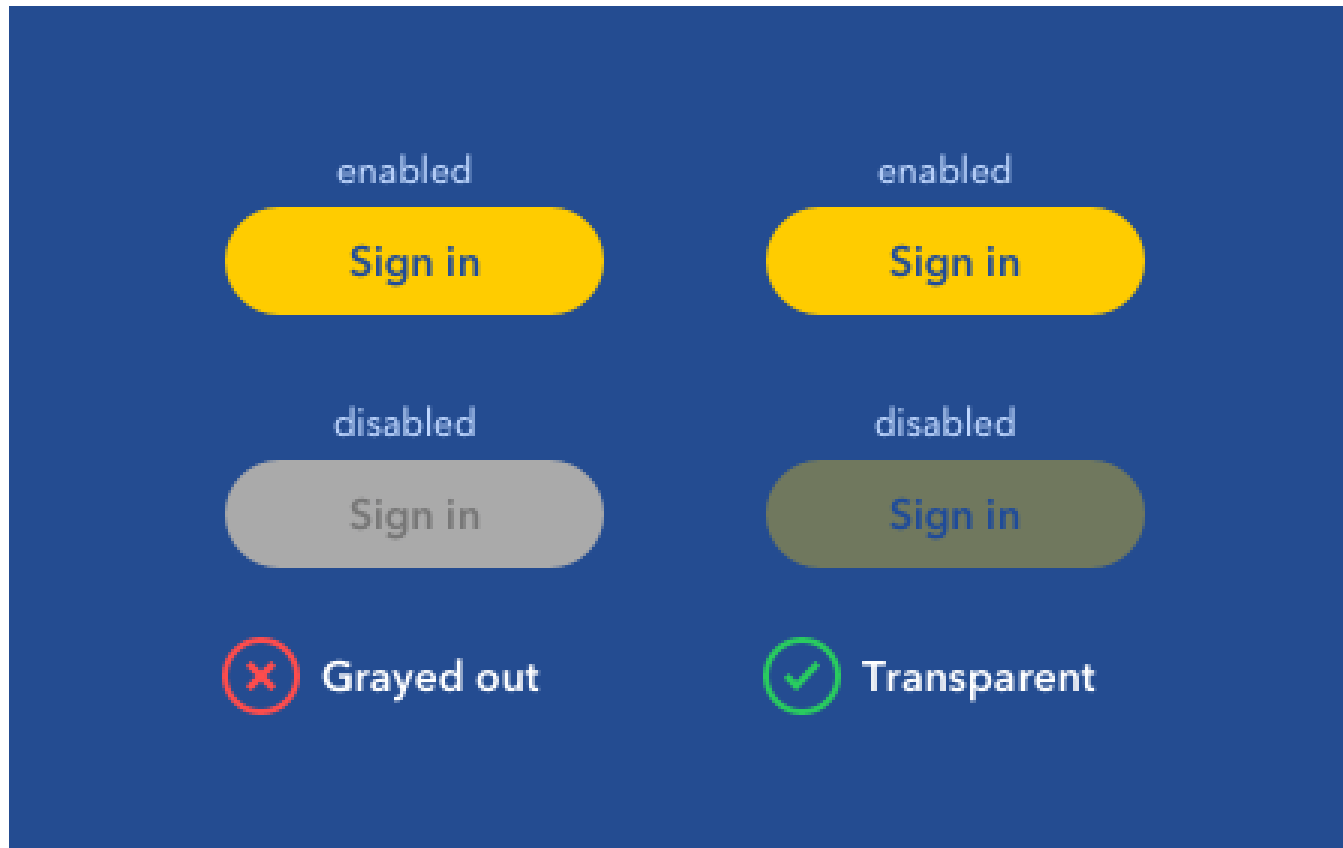 enabled
enabled
Sign in
Sign in
disabled
disabled
Sign in
Sign in
Grayed out
Transparent